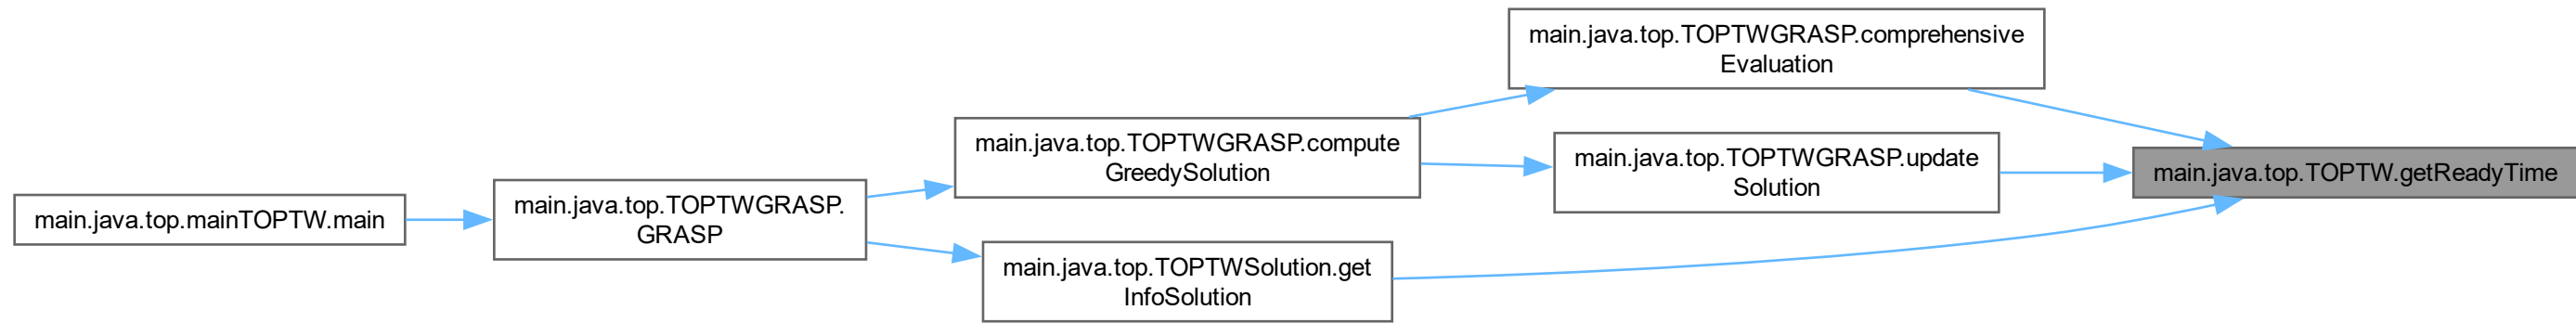 main.java.top.mainTOPTW.main
main.java.top.TOPTWGRASP.
GRASP
main.java.top.TOPTWGRASP.compute
GreedySolution
main.java.top.TOPTWSolution.get
InfoSolution
main.java.top.TOPTWGRASP.comprehensive
Evaluation
main.java.top.TOPTWGRASP.update
Solution
main.java.top.TOPTW.getReadyTime